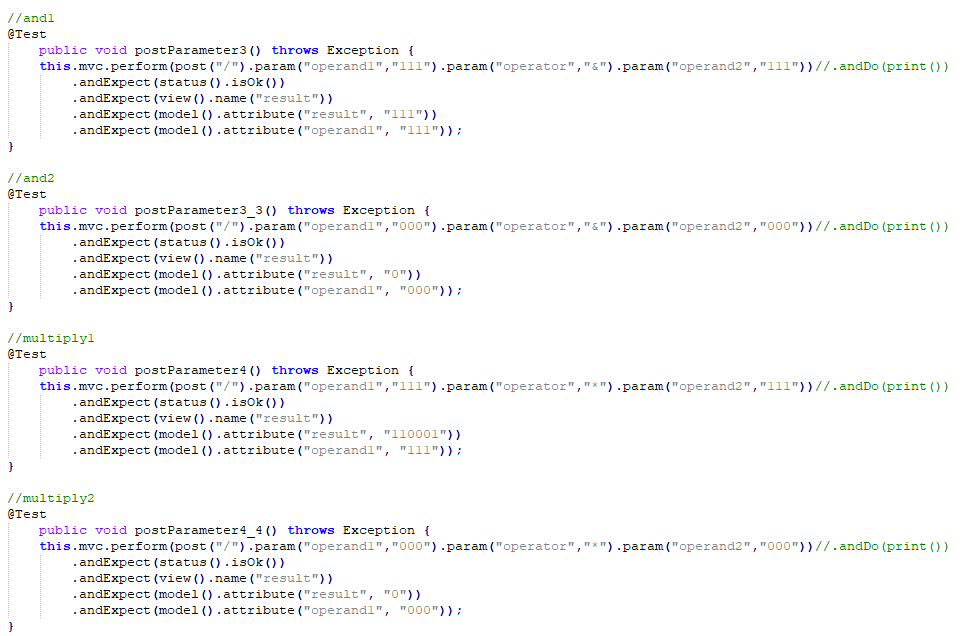 //and1
@Test
    public void postParameter3() throws Exception {
    this.mvc.perform(post("/").param("operand1","111").param("operator","&").param("operand2","111"))//.andDo(print())
        .andExpect(status().isOk())
        .andExpect(view().name("result"))
        .andExpect(model().attribute("result", "111"))
        .andExpect(model().attribute("operand1", "111"));
}

//and2
@Test
    public void postParameter3_3() throws Exception {
    this.mvc.perform(post("/").param("operand1","000").param("operator","&").param("operand2","000"))//.andDo(print())
        .andExpect(status().isOk())
        .andExpect(view().name("result"))
        .andExpect(model().attribute("result", "0"))
        .andExpect(model().attribute("operand1", "000"));
}

//multiply1
@Test
    public void postParameter4() throws Exception {
    this.mvc.perform(post("/").param("operand1","111").param("operator","*").param("operand2","111"))//.andDo(print())
        .andExpect(status().isOk())
        .andExpect(view().name("result"))
        .andExpect(model().attribute("result", "110001"))
        .andExpect(model().attribute("operand1", "111"));
}

//multiply2
@Test
    public void postParameter4_4() throws Exception {
    this.mvc.perform(post("/").param("operand1","000").param("operator","*").param("operand2","000"))//.andDo(print())
        .andExpect(status().isOk())
        .andExpect(view().name("result"))
        .andExpect(model().attribute("result", "0"))
        .andExpect(model().attribute("operand1", "000"));
}